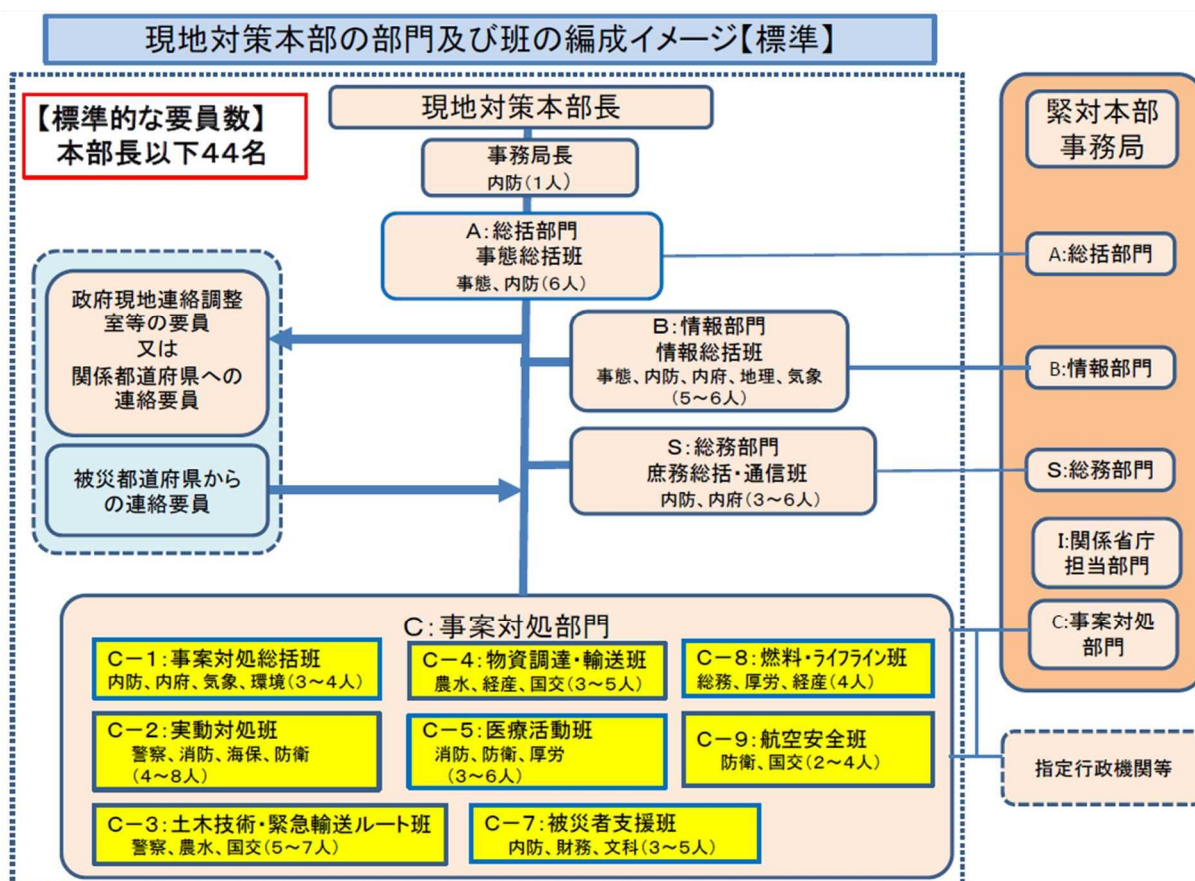 現地対策本部の部門及び班の編成イメージ【標準】
【標準的な要員数】
本部長以下44名
現地対策本部長
事務局長
内防(1人)
A:総括部門
事態総括班
事態、内防(6人)
政府現地連絡調整
室等の要員
又は
関係都道府県への
連絡要員
被災都道府県から
の連絡要員
B:情報部門
情報総括班
事態、内防、内府、地理、気象
(5~6人)
S:総務部門
庶務総括・通信班
内防、内府(3~6人)
C:事案対処部門
C-1:事案対処総括班
内防、内府、気象、環境(3~4人)
C-2:実動対処班
警察、消防、海保、防衛
(4~8人)
C-3:土木技術・緊急輸送ルート班
警察、農水、国交(5~7人)
C-4:物資調達・輸送班
農水、経産、国交(3~5人)
C-5:医療活動班
消防、防衛、厚労
(3~6人)
C-7:被災者支援班
内防、財務、文科(3~5人)
C-8:燃料・ライフライン班
総務、厚労、経産(4人)
C-9:航空安全班
防衛、国交(2~4人)
緊対本部
事務局
A:総括部門
B:情報部門
S:総務部門
I:関係省庁
担当部門
C:事案対処
部門
指定行政機関等